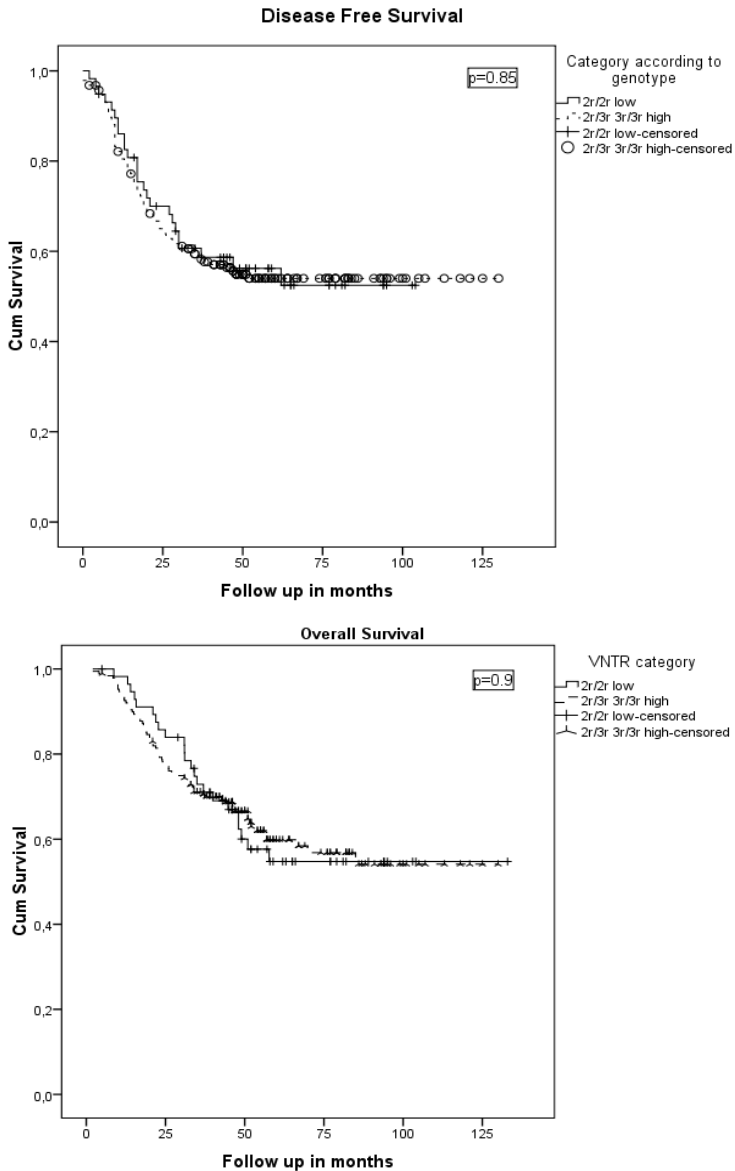 Disease Free Survival
p=0.85
Category according to
genotype
2r/2r low
2r/3r 3r/3r high
2r/2r low-censored
2r/3r 3r/3r high-censored
Cum Survival
1,0
0,8
0,6
0,4
0,2
0,0
0 25 50 75 100 125
Follow up in months
Overall Survival
p=0.9
VNTR category
2r/2r low
2r/3r 3r/3r high
2r/2r low-censored
2r/3r 3r/3r high-censored
Cum Survival
1,0
0,8
0,6
0,4
0,2
0,0
0 25 50 75 100 125
Follow up in months